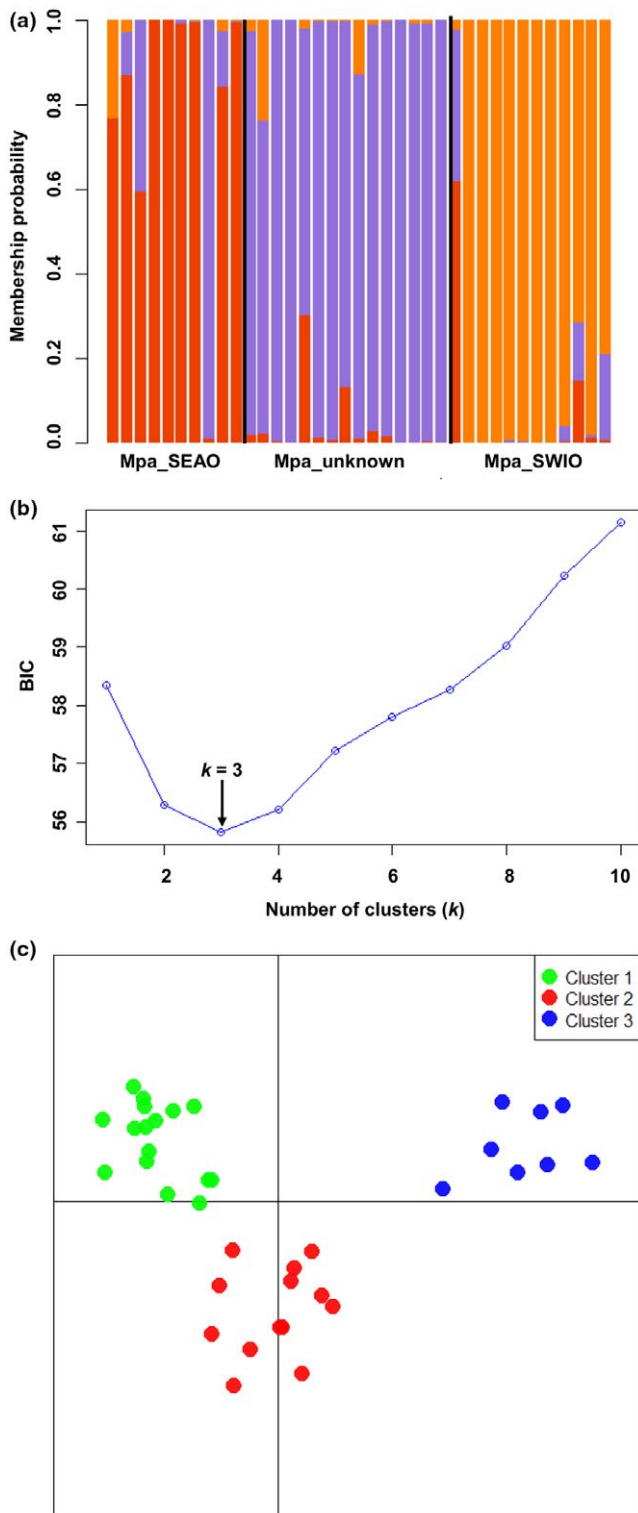 (a)
1.0
0.8
0.6
0.4
0.2
0.0
Membership probability
Mpa_SEAO Mpa_unknown Mpa_SWIO
(b)
61
60
59
58
57
56
BIC
k = 3
2 4 6 8 10
Number of clusters (k)
(c)
Cluster 1
Cluster 2
Cluster 3